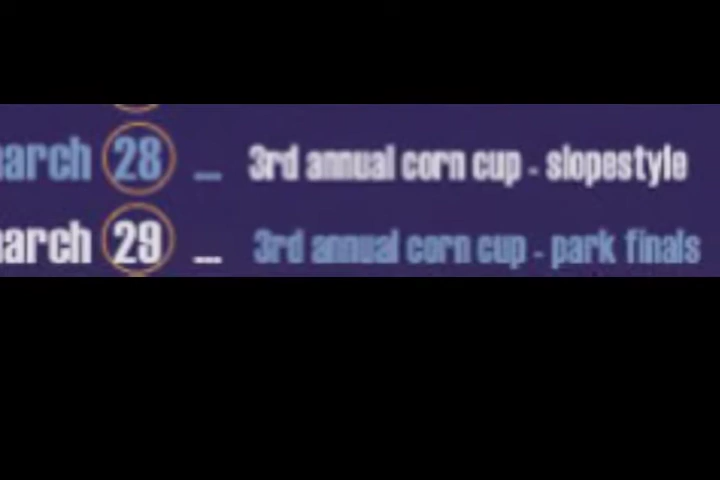 arch 28 ... 3rd annual corn cup - slopestyle
arch 29 ... 3rd annual corn cup - park finals